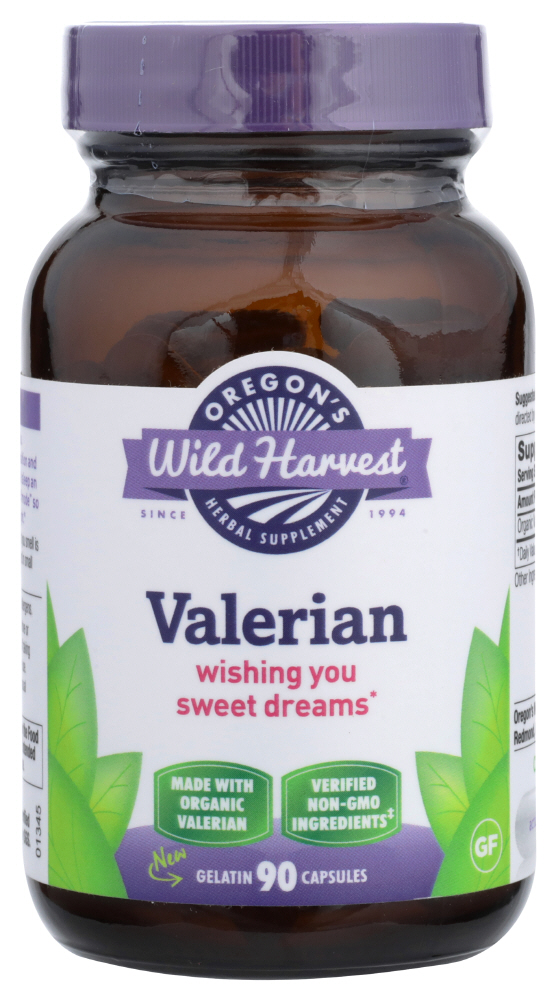 OREGON'S
Wild Harvest®
SINCE 1994
HERBAL SUPPLEMENT
Valerian
wishing you
sweet dreams*
MADE WITH
ORGANIC
VALERIAN
VERIFIED
NON-GMO
INGREDIENTS‡
New
GELATIN 90 CAPSULES
GF
01345